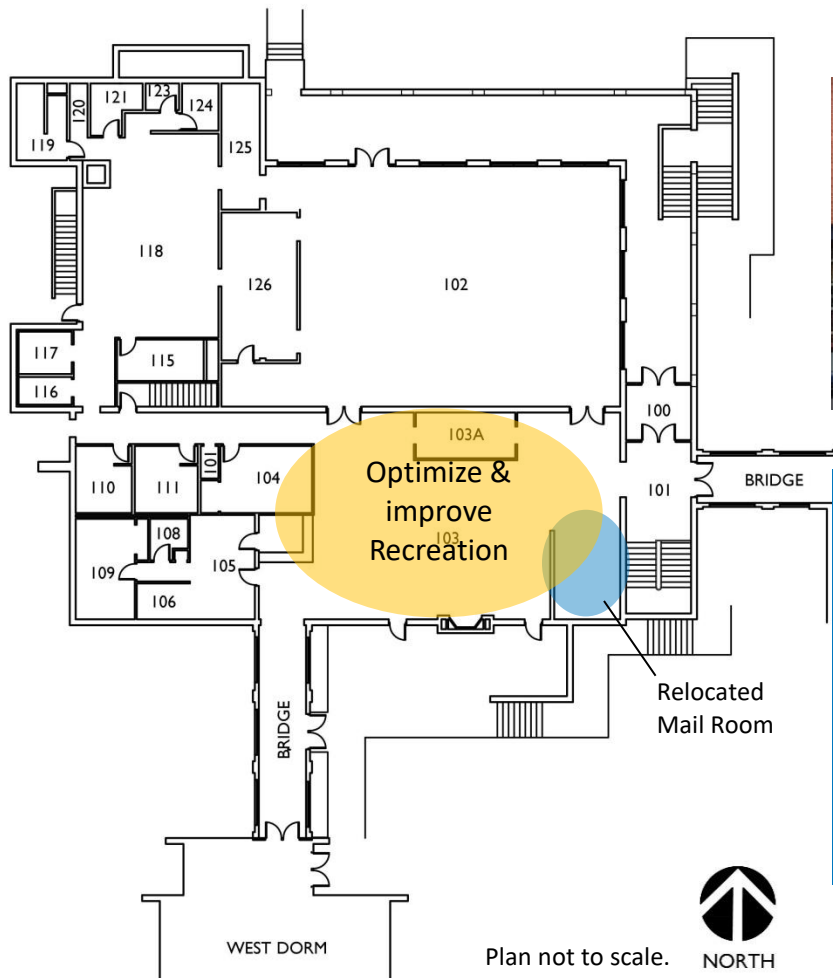 123
121
124
120
119
125
118
126
102
117
115
116
100
103A
Optimize &
improve
Recreation
103
101
104
110
111
101
BRIDGE
108
105
109
106
Relocated
Mail Room
BRIDGE
WEST DORM
Plan not to scale.
NORTH